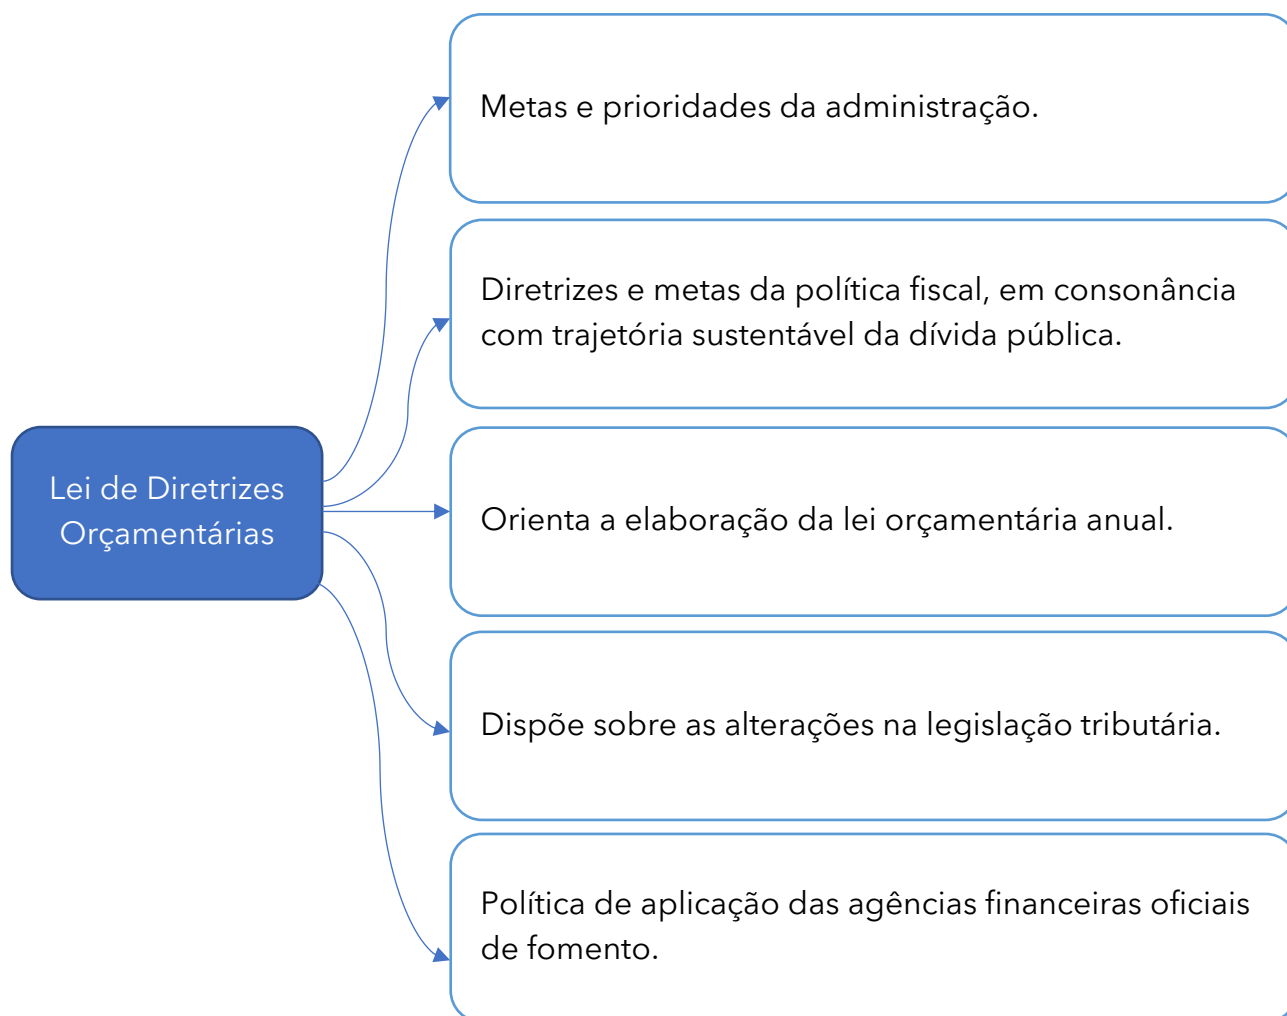 Metas e prioridades da administração.
Diretrizes e metas da política fiscal, em consonância
com trajetória sustentável da dívida pública.
Lei de Diretrizes
Orçamentárias
Orienta a elaboração da lei orçamentária anual.
Dispõe sobre as alterações na legislação tributária.
Política de aplicação das agências financeiras oficiais
de fomento.